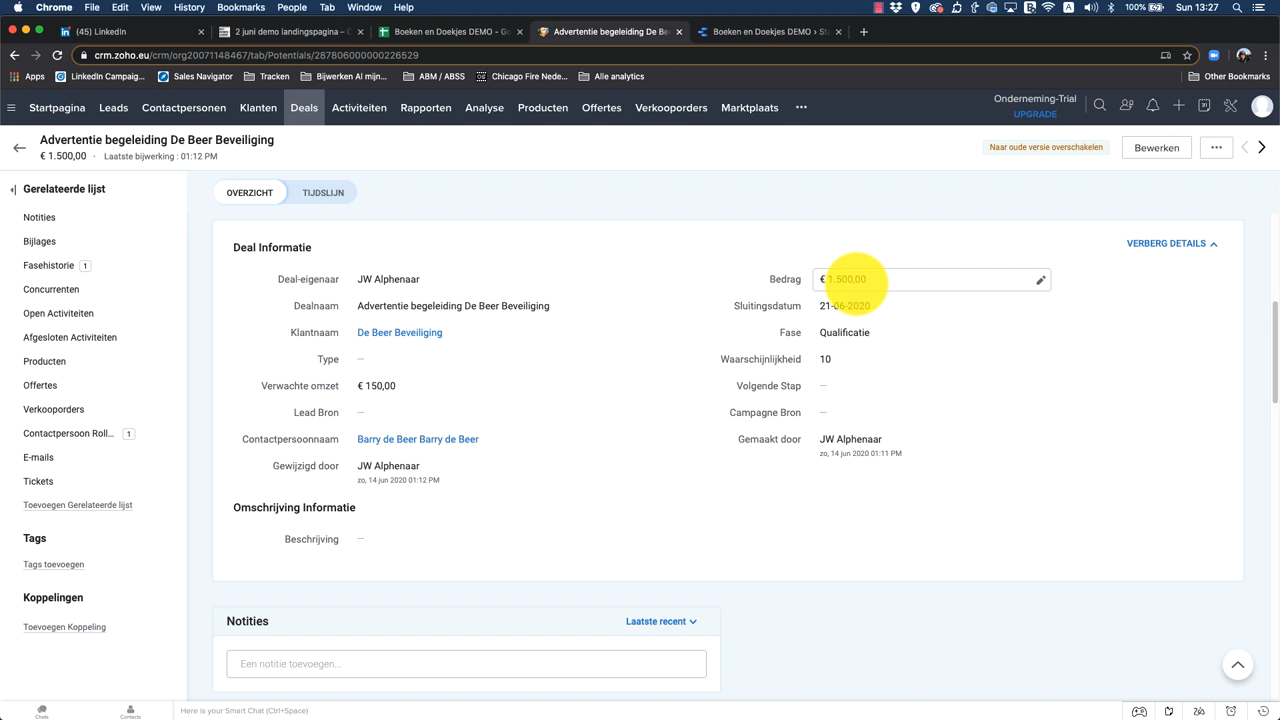 Chrome File Edit View History Bookmarks People Tab Window Help 100% Sun 13:27
(45) LinkedIn
2 juni demo landingspagina – C
Boeken en Doekjes DEMO - Go
Advertentie begeleiding De Be
Boeken en Doekjes DEMO › St
crm.zoho.eu/crm/org20071148467/tab/Potentials/287806000000226529
Apps LinkedIn Campaig... Sales Navigator Tracken Bijwerken AI mijn... ABM / ABSS Chicago Fire Nede... All analytics Other Bookmarks
Startpagina Leads Contactpersonen Klanten Deals Activiteiten Rapporten Analyse Producten Offertes Verkooporders Marktplaats •••
Onderneming-Trial
UPGRADE
Advertentie begeleiding De Beer Beveiliging
€ 1.500,00 · Laatste bijwerking : 01:12 PM
Naar oude versie overschakelen
Bewerken
•••
Gerelateerde lijst
Notities
Bijlages
Fasehistorie 1
Concurrenten
Open Activiteiten
Afgesloten Activiteiten
Producten
Offertes
Verkooporders
Contactpersoon Roll... 1
E-mails
Tickets
Toevoegen Gerelateerde lijst
Tags
Tags toevoegen
Koppelingen
Toevoegen Koppeling
OVERZICHT TIJDSLIJN
Deal Informatie
VERBERG DETAILS
Deal-eigenaar JW Alphenaar
Bedrag € 1.500,00
Dealnaam Advertentie begeleiding De Beer Beveiliging
Sluitingsdatum 21-06-2020
Klantnaam De Beer Beveiliging
Fase Qualificatie
Type —
Waarschijnlijkheid 10
Verwachte omzet € 150,00
Volgende Stap —
Lead Bron —
Campagne Bron —
Contactpersoonnaam Barry de Beer Barry de Beer
Gemaakt door JW Alphenaar
zo, 14 jun 2020 01:11 PM
Gewijzigd door JW Alphenaar
zo, 14 jun 2020 01:12 PM
Omschrijving Informatie
Beschrijving —
Notities
Laatste recent
Een notitie toevoegen...
Chats
Contacts
Here is your Smart Chat (Ctrl+Space)